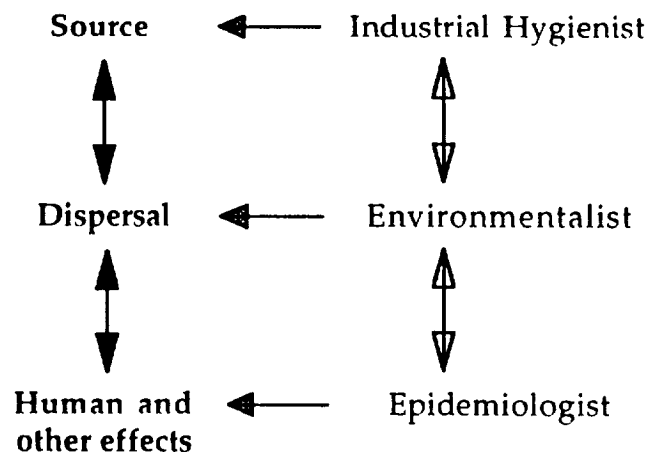 Source Industrial Hygienist
Dispersal Environmentalist
Human and Epidemiologist
other effects